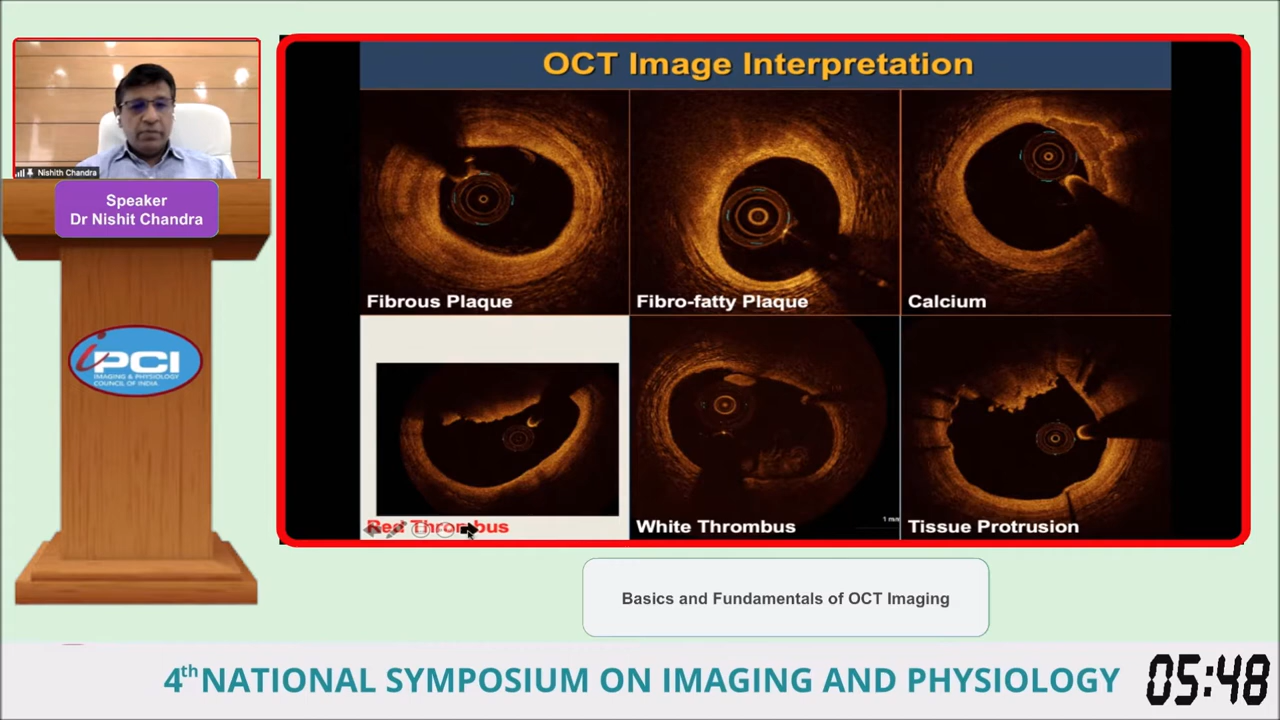 OCT Image Interpretation
Nishith Chandra
Speaker
Dr Nishit Chandra
iPCI
IMAGING & PHYSIOLOGY
COUNCIL OF INDIA
Fibrous Plaque
Fibro-fatty Plaque
Calcium
Red Thrombus
White Thrombus
1 mm
Tissue Protrusion
Basics and Fundamentals of OCT Imaging
4th NATIONAL SYMPOSIUM ON IMAGING AND PHYSIOLOGY
05:48